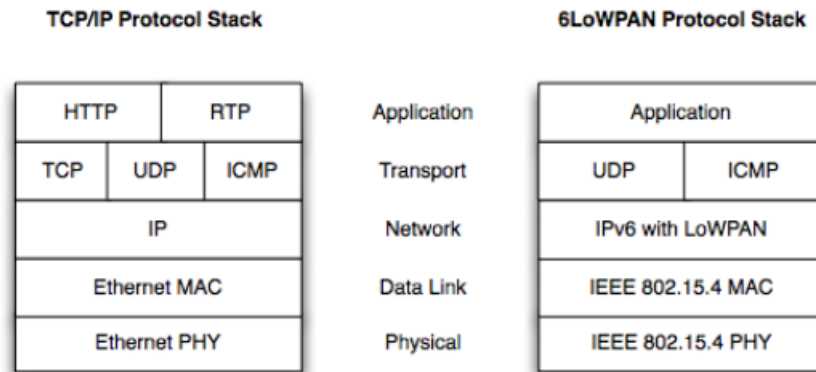 TCP/IP Protocol Stack 6LoWPAN Protocol Stack
HTTP RTP Application Application
TCP UDP ICMP Transport UDP ICMP
IP Network IPv6 with LoWPAN
Ethernet MAC Data Link IEEE 802.15.4 MAC
Ethernet PHY Physical IEEE 802.15.4 PHY